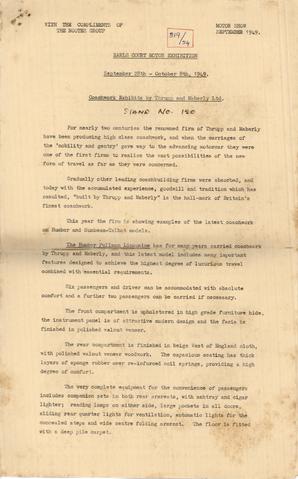 WITH THE COMPLIMENTS OF
THE ROOTES GROUP
MOTOR SHOW
SEPTEMBER 1949.
819/24
EARLS COURT MOTOR EXHIBITION
September 28th - October 8th, 1949.
Coachwork Exhibits by Thrupp and Maberly Ltd.
STAND NO. 120
For nearly two centuries the renowned firm of Thrupp and Maberly
have been producing high class coachwork, and when the carriages of
the 'nobility and gentry' gave way to the advancing motorcar they were
one of the first firms to realise the vast possibilities of the new
form of travel as far as they were concerned.
Gradually other leading coachbuilding firms were absorbed, and
today with the accumulated experience, goodwill and tradition which has
resulted, "built by Thrupp and Maberly" is the hall-mark of Britain's
finest coachwork.
This year the firm is showing examples of the latest coachwork
on Humber and Sunbeam-Talbot models.
The Humber Pullman Limousine has for many years carried coachwork
by Thrupp and Maberly, and this latest model includes many important
features designed to achieve the highest degree of luxurious travel
combined with essential requirements.
Six passengers and driver can be accommodated with absolute
comfort and a further two passengers can be carried if necessary.
The front compartment is upholstered in high grade furniture hide,
the instrument panel is of attractive modern design and the facia is
finished in polished walnut veneer.
The rear compartment is finished in beige West of England cloth,
with polished walnut veneer woodwork. The capacious seating has thick
layers of sponge rubber over re-inforced coil springs, providing a high
degree of comfort.
The very complete equipment for the convenience of passengers
includes companion sets in both rear armrests, with ashtray and cigar
lighter; reading lamps on either side, large pockets in all doors,
sliding rear quarter lights for ventilation, automatic lights for the
concealed steps and wide centre folding armrest. The floor is fitted
with a deep pile carpet.